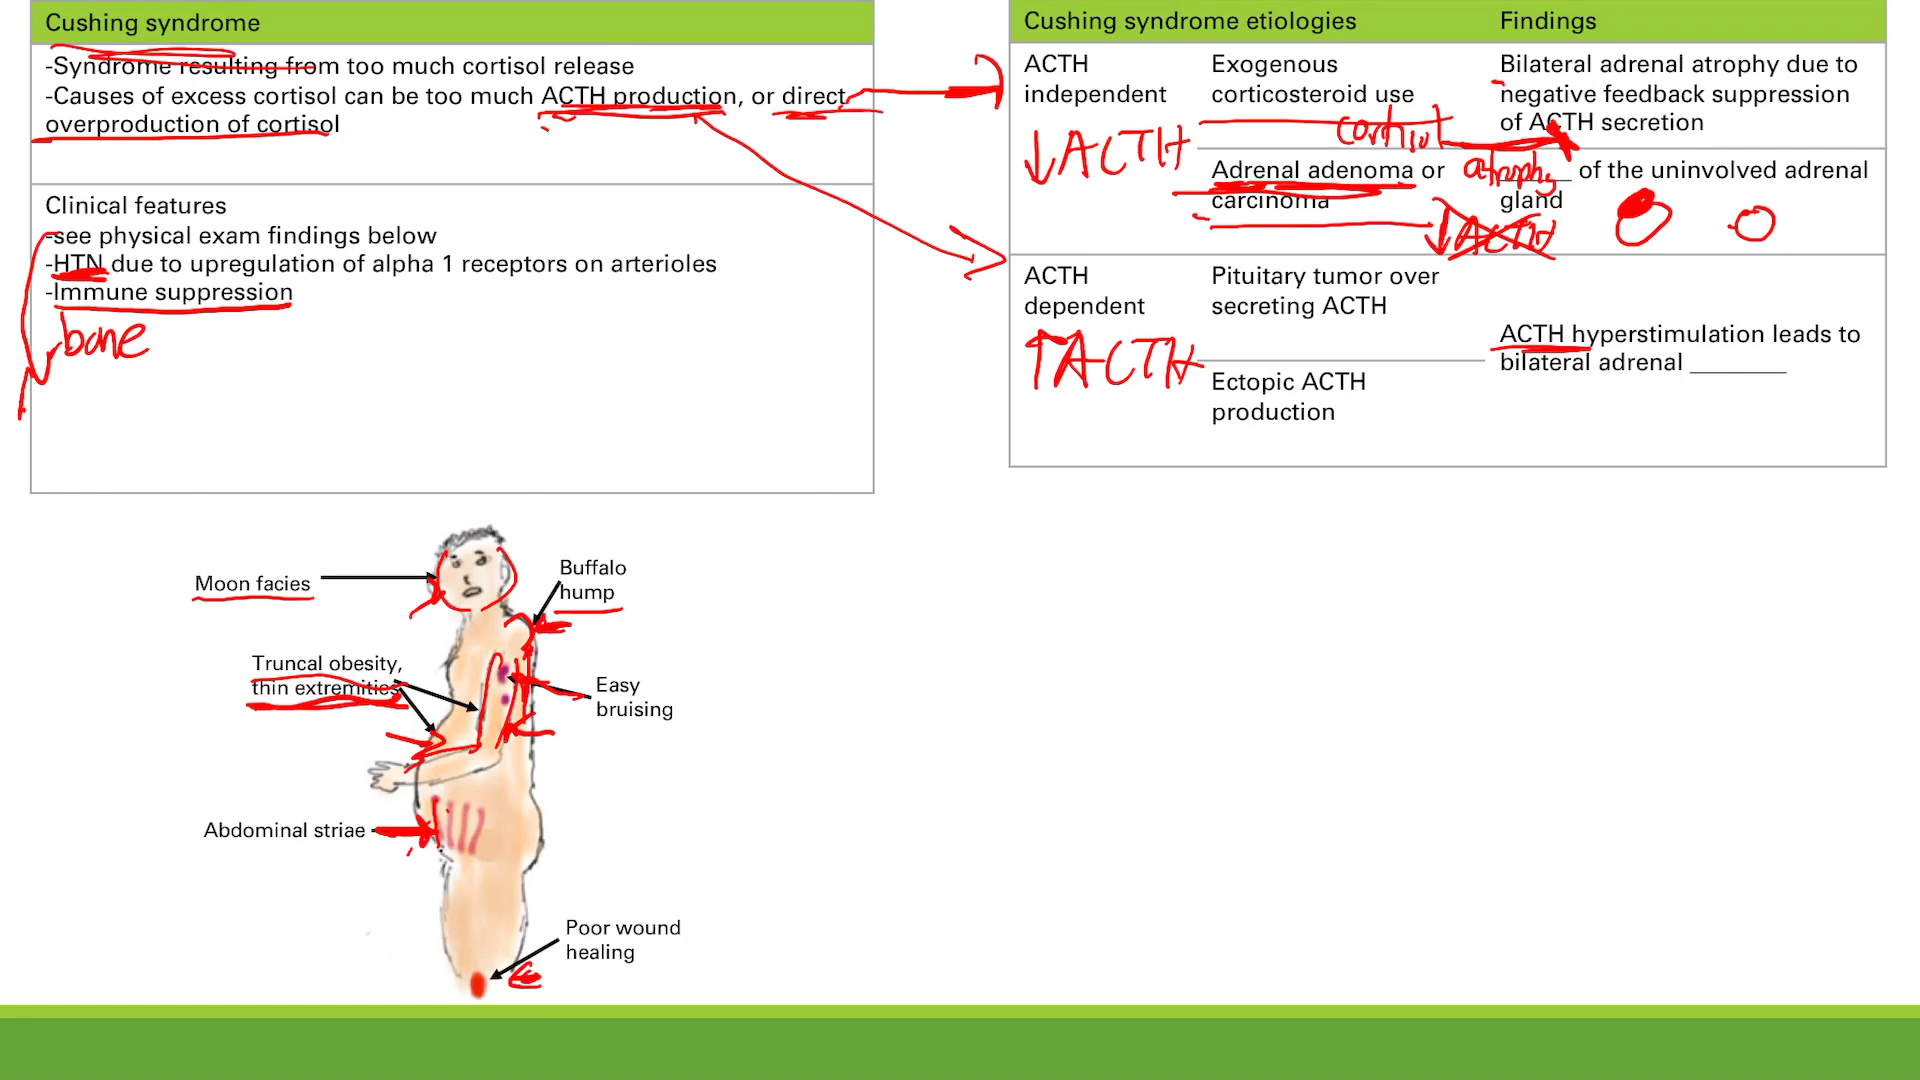 Cushing syndrome
-Syndrome resulting from too much cortisol release
-Causes of excess cortisol can be too much ACTH production, or direct
overproduction of cortisol
Clinical features
-see physical exam findings below
-HTN due to upregulation of alpha 1 receptors on arterioles
-Immune suppression
bone
Cushing syndrome etiologies
Findings
ACTH
independent
↓ACTH
Exogenous
corticosteroid use
cortisol
Bilateral adrenal atrophy due to
negative feedback suppression
of ACTH secretion
Adrenal adenoma or
carcinoma
↓ACTH
atrophy of the uninvolved adrenal
gland
ACTH
dependent
↑ACTH
Pituitary tumor over
secreting ACTH
Ectopic ACTH
production
ACTH hyperstimulation leads to
bilateral adrenal _______
Moon facies
Buffalo
hump
Truncal obesity,
thin extremities
Easy
bruising
Abdominal striae
Poor wound
healing